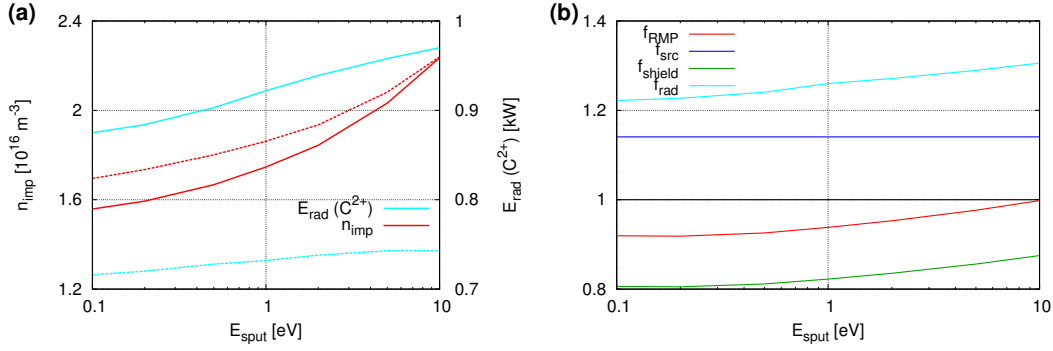 (a)
2.4
2
1.6
1.2
n_imp [10^16 m^-3]
1
0.9
0.8
0.7
E_rad (C^2+) [kW]
E_rad (C^2+)
n_imp
0.1
1
10
E_sput [eV]
(b)
1.4
1.2
1
0.8
f_RMP
f_src
f_shield
f_rad
0.1
1
10
E_sput [eV]